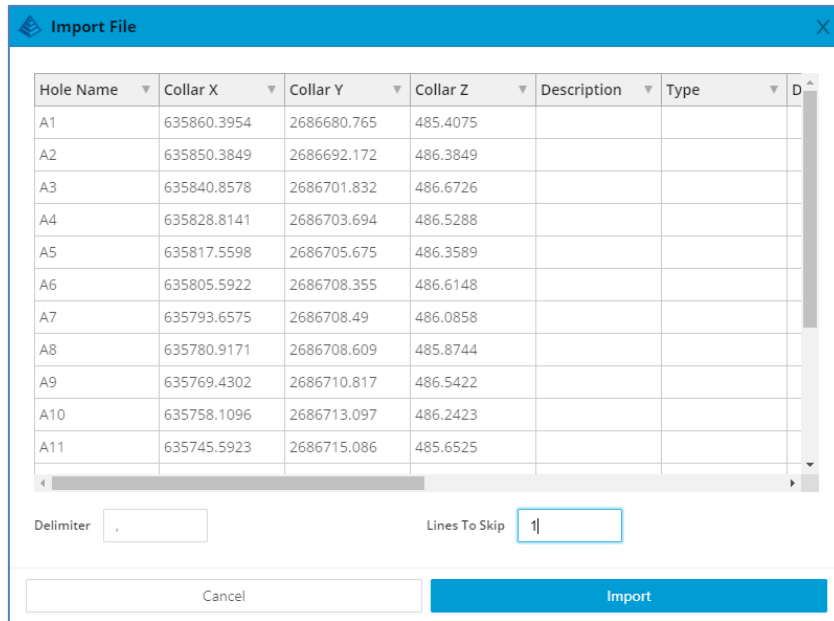 Import File X
Hole Name Collar X Collar Y Collar Z Description Type D
A1 635860.3954 2686680.765 485.4075
A2 635850.3849 2686692.172 486.3849
A3 635840.8578 2686701.832 486.6726
A4 635828.8141 2686703.694 486.5288
A5 635817.5598 2686705.675 486.3589
A6 635805.5922 2686708.355 486.6148
A7 635793.6575 2686708.49 486.0858
A8 635780.9171 2686708.609 485.8744
A9 635769.4302 2686710.817 486.5422
A10 635758.1096 2686713.097 486.2423
A11 635745.5923 2686715.086 485.6525
Delimiter , Lines To Skip 1
Cancel Import